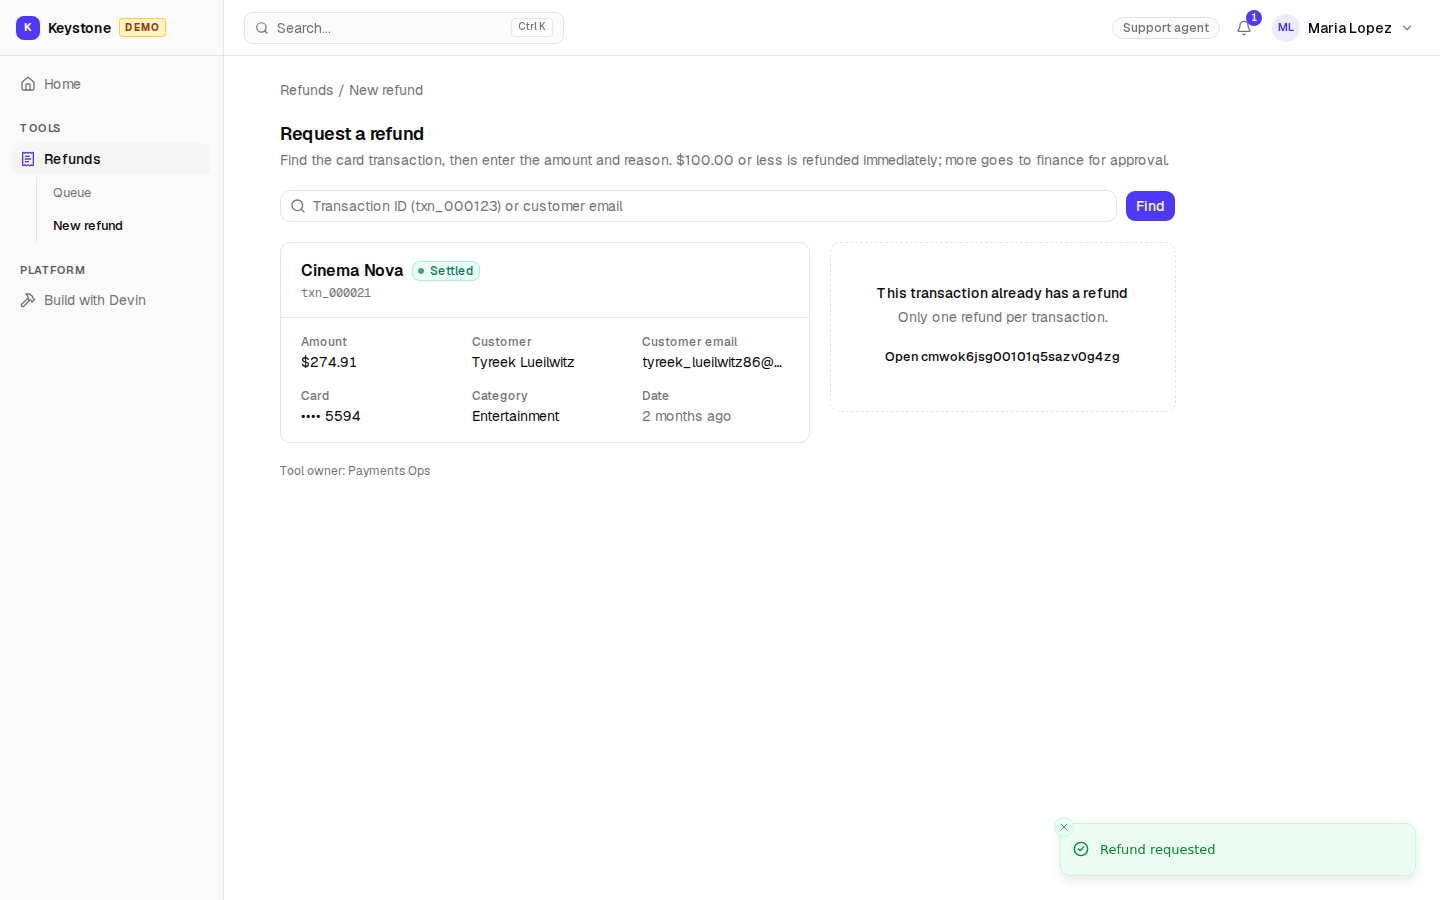 K Keystone DEMO
Search...
Ctrl K
Support agent
1
ML Maria Lopez
Home
TOOLS
Refunds
Queue
New refund
PLATFORM
Build with Devin
Refunds / New refund
Request a refund
Find the card transaction, then enter the amount and reason. $100.00 or less is refunded immediately; more goes to finance for approval.
Transaction ID (txn_000123) or customer email
Find
Cinema Nova Settled
txn_000021
Amount Customer Customer email
$274.91 Tyreek Lueilwitz tyreek_lueilwitz86@...
Card Category Date
•••• 5594 Entertainment 2 months ago
This transaction already has a refund
Only one refund per transaction.
Open cmwok6jsg00101q5sazv0g4zg
Tool owner: Payments Ops
Refund requested